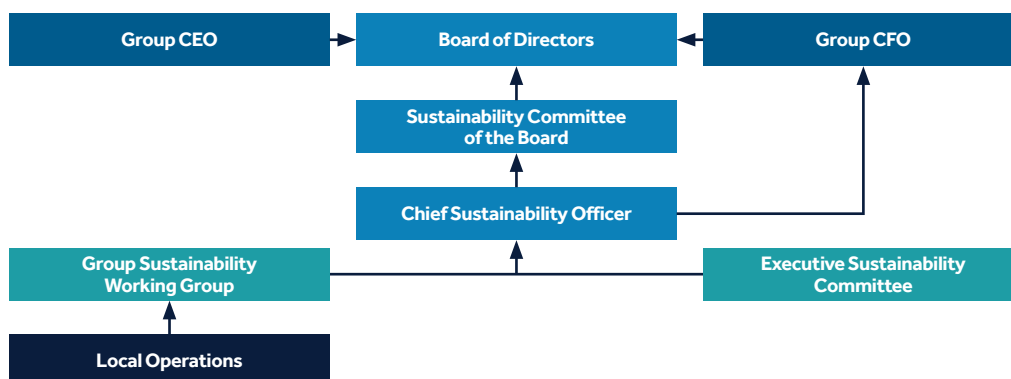 Group CEO
Board of Directors
Group CFO
Sustainability Committee
of the Board
Chief Sustainability Officer
Group Sustainability
Working Group
Executive Sustainability
Committee
Local Operations